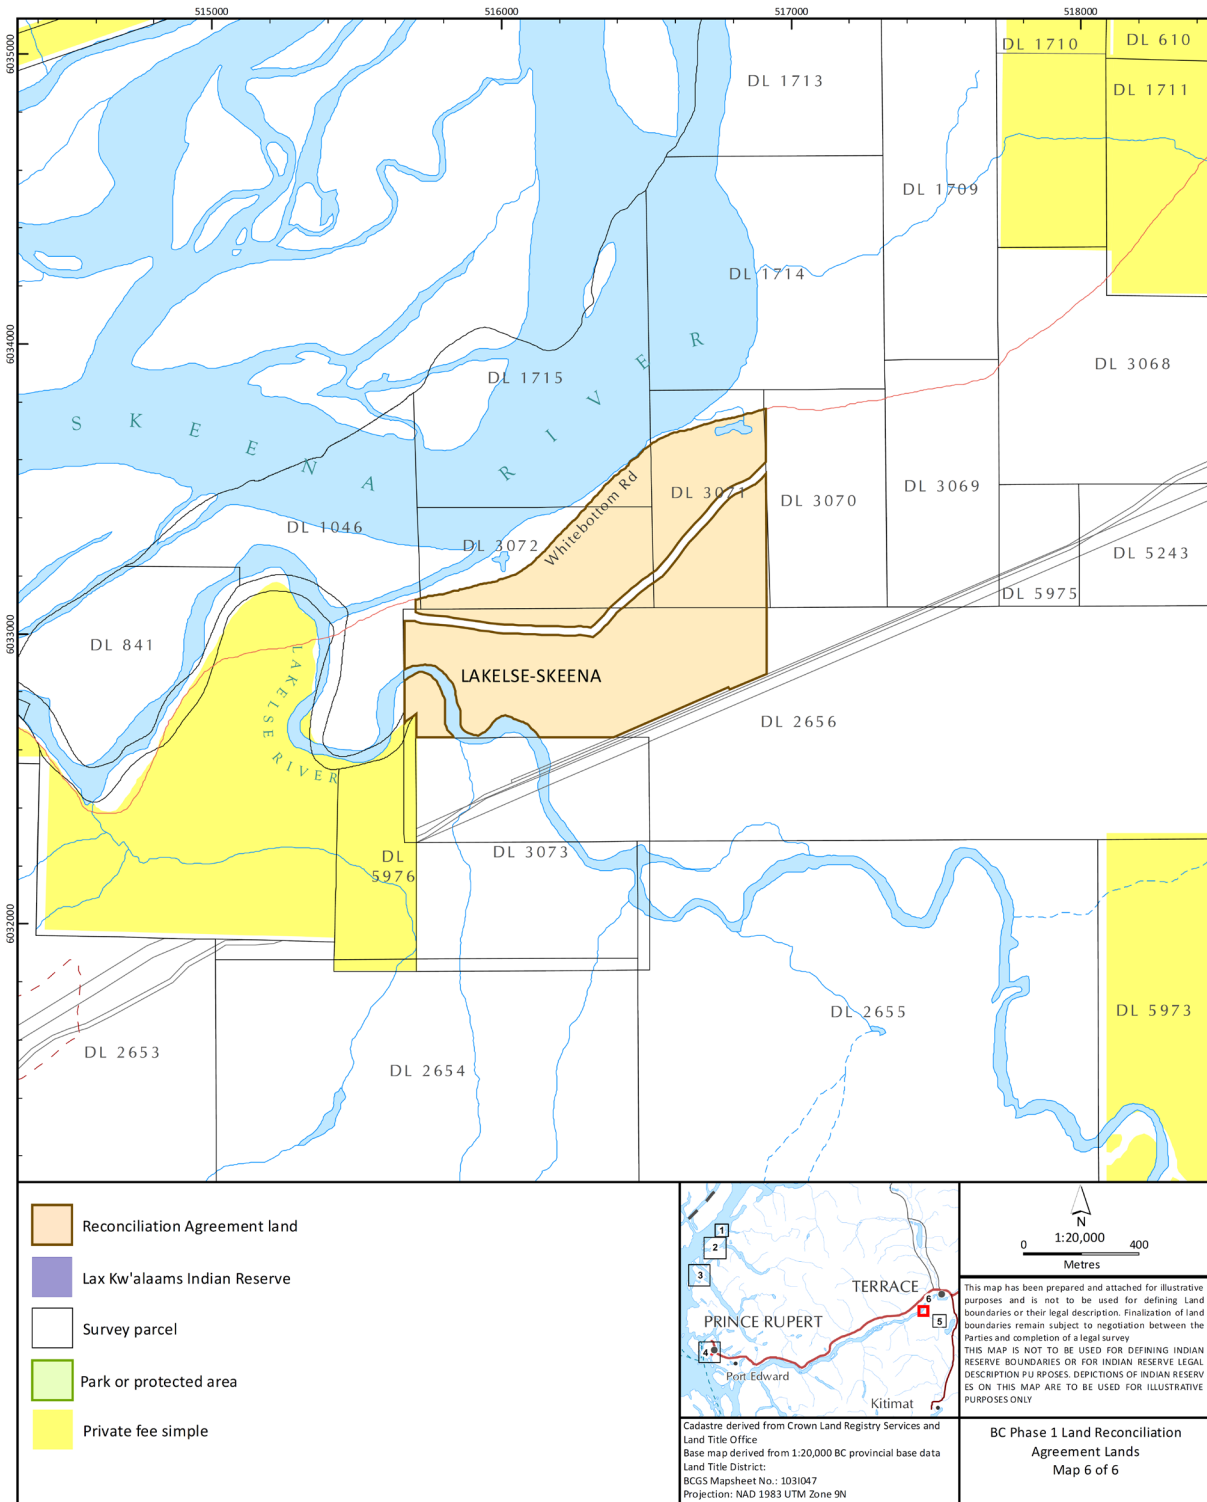 515000
516000
517000
518000
6035000
6034000
6033000
6032000
DL 1710
DL 610
DL 1713
DL 1711
DL 1709
DL 1714
DL 3068
DL 1715
SKEENA RIVER
DL 3071
DL 3070
DL 3069
Whitebottom Rd
DL 1046
DL 3072
DL 5243
DL 5975
DL 841
LAKELSE-SKEENA
LAKELSE RIVER
DL 2656
DL 3073
DL
5976
DL 2655
DL 5973
DL 2653
DL 2654
Reconciliation Agreement land
Lax Kw'alaams Indian Reserve
Survey parcel
Park or protected area
Private fee simple
1
2
3
TERRACE
6
5
PRINCE RUPERT
4
Port Edward
Kitimat
N
1:20,000
0 400
Metres
This map has been prepared and attached for illustrative
purposes and is not to be used for defining Land
boundaries or their legal description. Finalization of land
boundaries remain subject to negotiation between the
Parties and completion of a legal survey
THIS MAP IS NOT TO BE USED FOR DEFINING INDIAN
RESERVE BOUNDARIES OR FOR INDIAN RESERVE LEGAL
DESCRIPTION PU RPOSES. DEPICTIONS OF INDIAN RESERV
ES ON THIS MAP ARE TO BE USED FOR ILLUSTRATIVE
PURPOSES ONLY
Cadastre derived from Crown Land Registry Services and
Land Title Office
Base map derived from 1:20,000 BC provincial base data
Land Title District:
BCGS Mapsheet No.: 103I047
Projection: NAD 1983 UTM Zone 9N
BC Phase 1 Land Reconciliation
Agreement Lands
Map 6 of 6